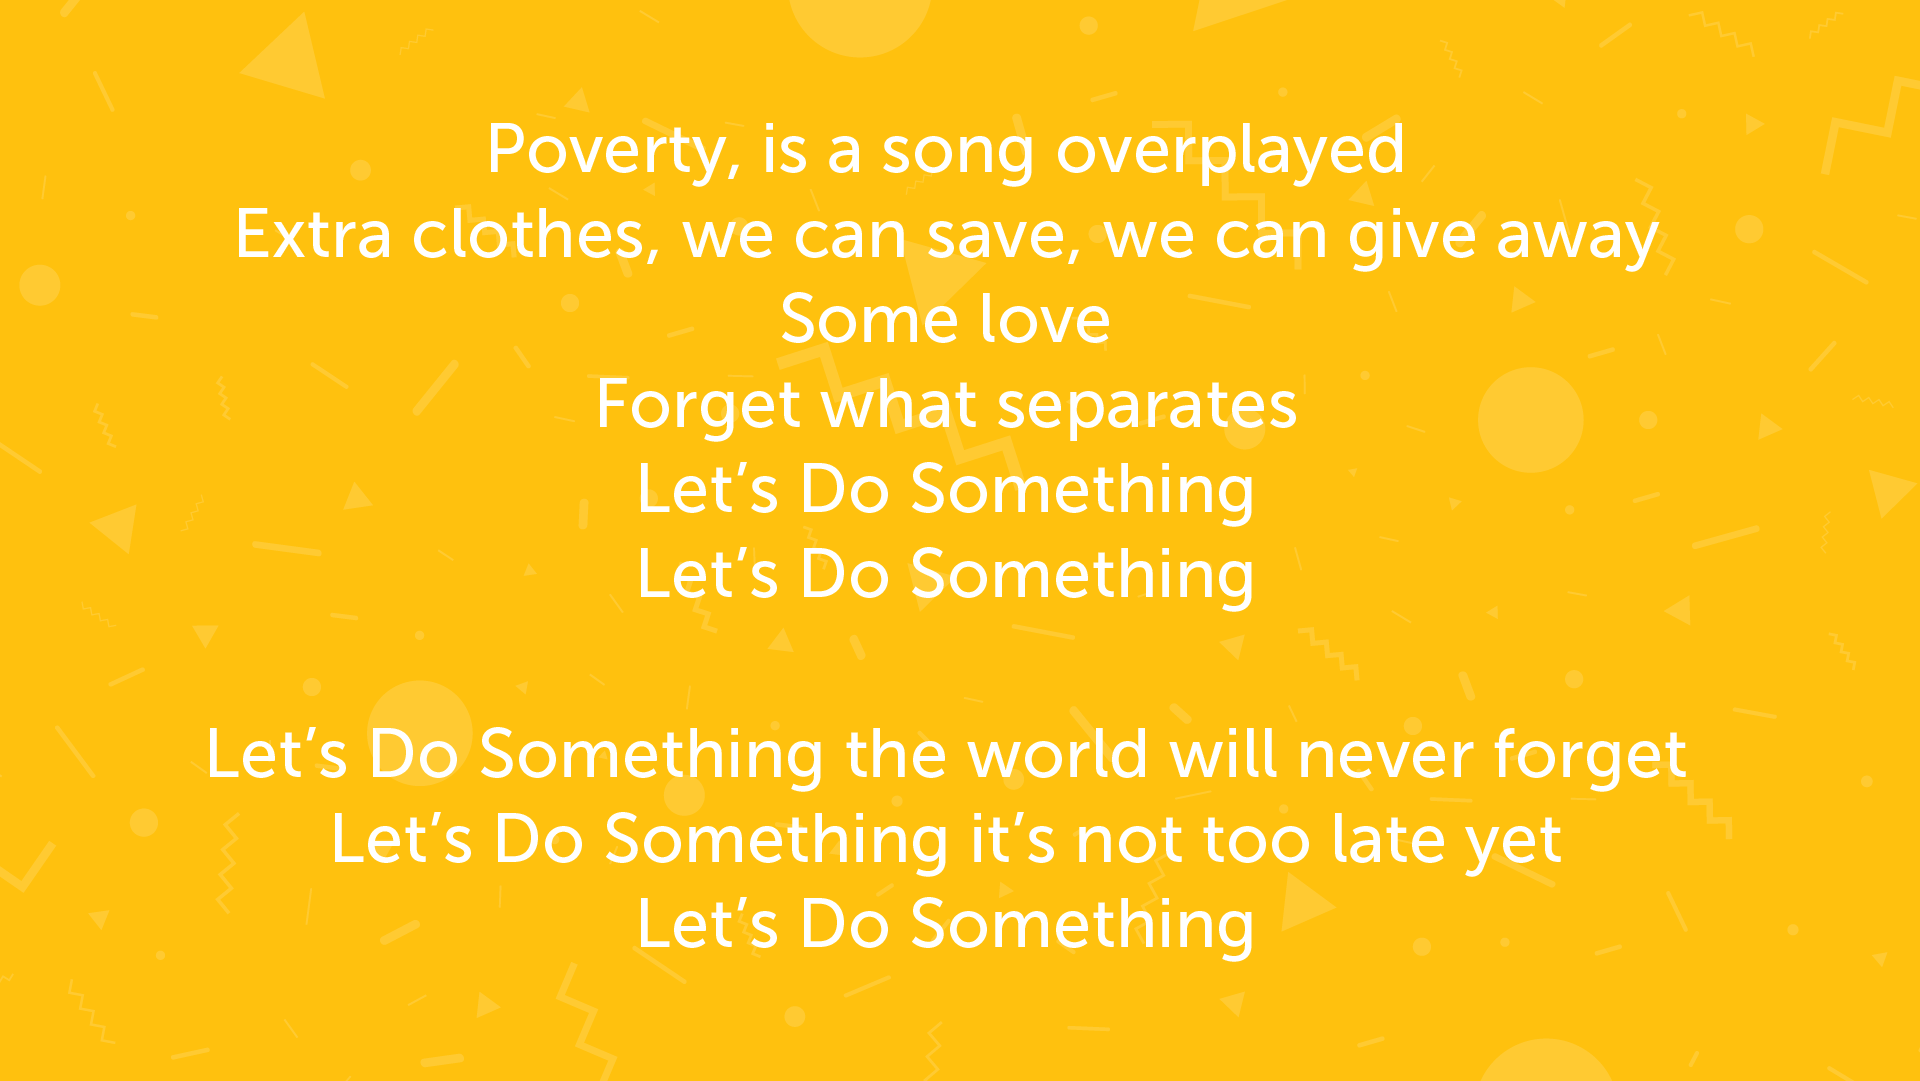 Poverty, is a song overplayed
Extra clothes, we can save, we can give away
Some love
Forget what separates
Let’s Do Something
Let’s Do Something
Let’s Do Something the world will never forget
Let’s Do Something it’s not too late yet
Let’s Do Something